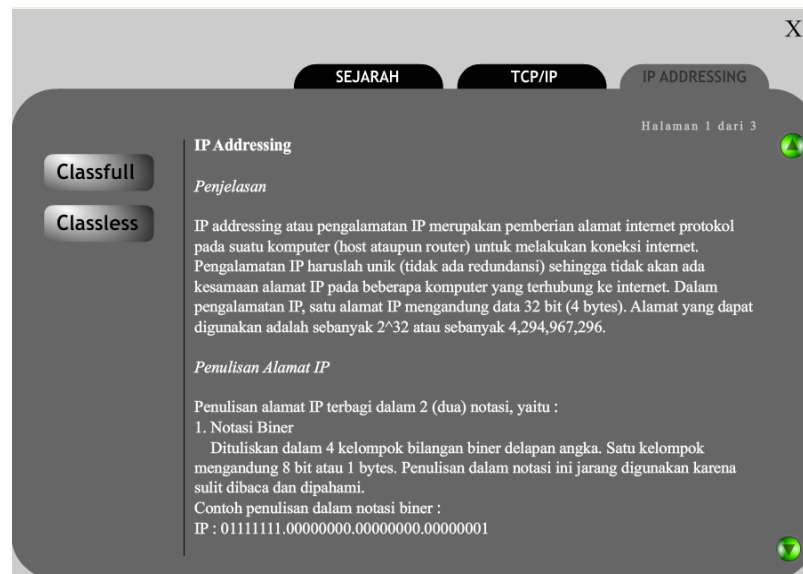 X
SEJARAH
TCP/IP
IP ADDRESSING
Halaman 1 dari 3
Classfull
Classless
IP Addressing
Penjelasan
IP addressing atau pengalamatan IP merupakan pemberian alamat internet protokol
pada suatu komputer (host ataupun router) untuk melakukan koneksi internet.
Pengalamatan IP haruslah unik (tidak ada redundansi) sehingga tidak akan ada
kesamaan alamat IP pada beberapa komputer yang terhubung ke internet. Dalam
pengalamatan IP, satu alamat IP mengandung data 32 bit (4 bytes). Alamat yang dapat
digunakan adalah sebanyak 2^32 atau sebanyak 4,294,967,296.
Penulisan Alamat IP
Penulisan alamat IP terbagi dalam 2 (dua) notasi, yaitu :
1. Notasi Biner
Dituliskan dalam 4 kelompok bilangan biner delapan angka. Satu kelompok
mengandung 8 bit atau 1 bytes. Penulisan dalam notasi ini jarang digunakan karena
sulit dibaca dan dipahami.
Contoh penulisan dalam notasi biner :
IP : 01111111.00000000.00000000.00000001